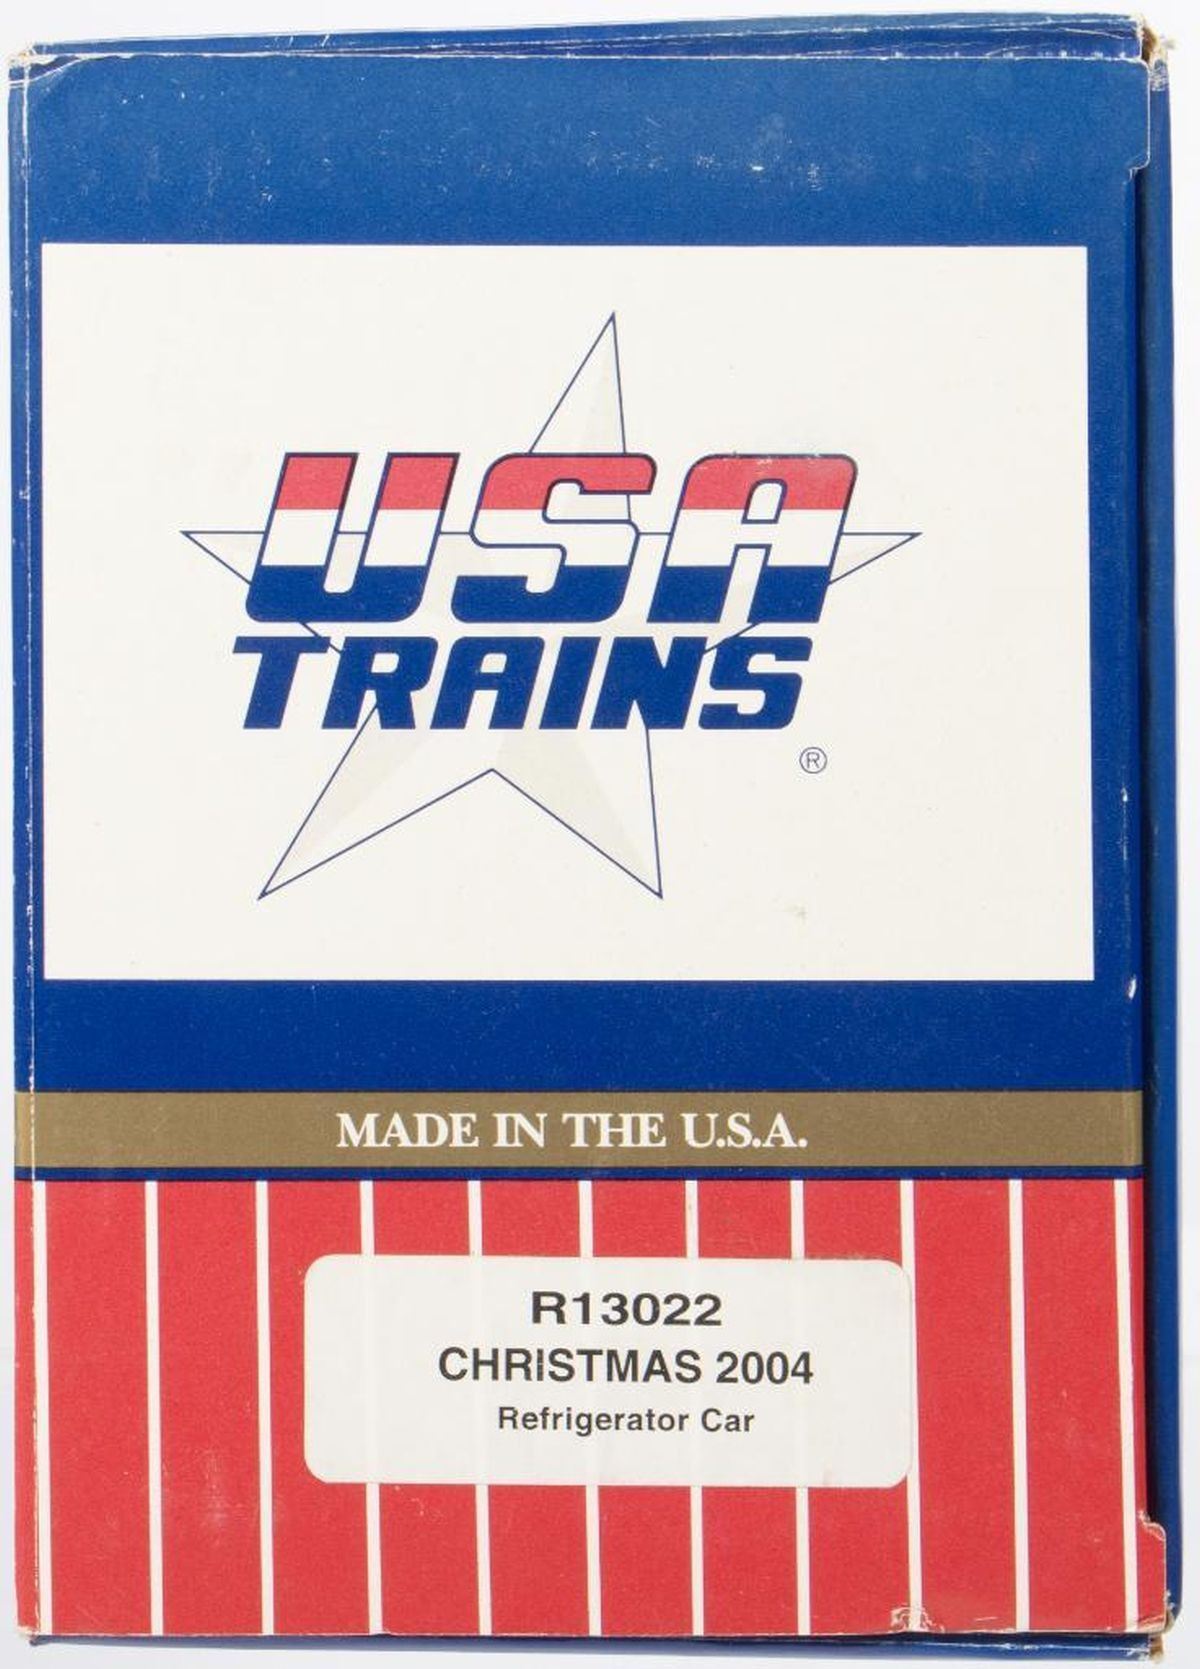 USA
TRAINS
®
MADE IN THE U.S.A.
R13022
CHRISTMAS 2004
Refrigerator Car